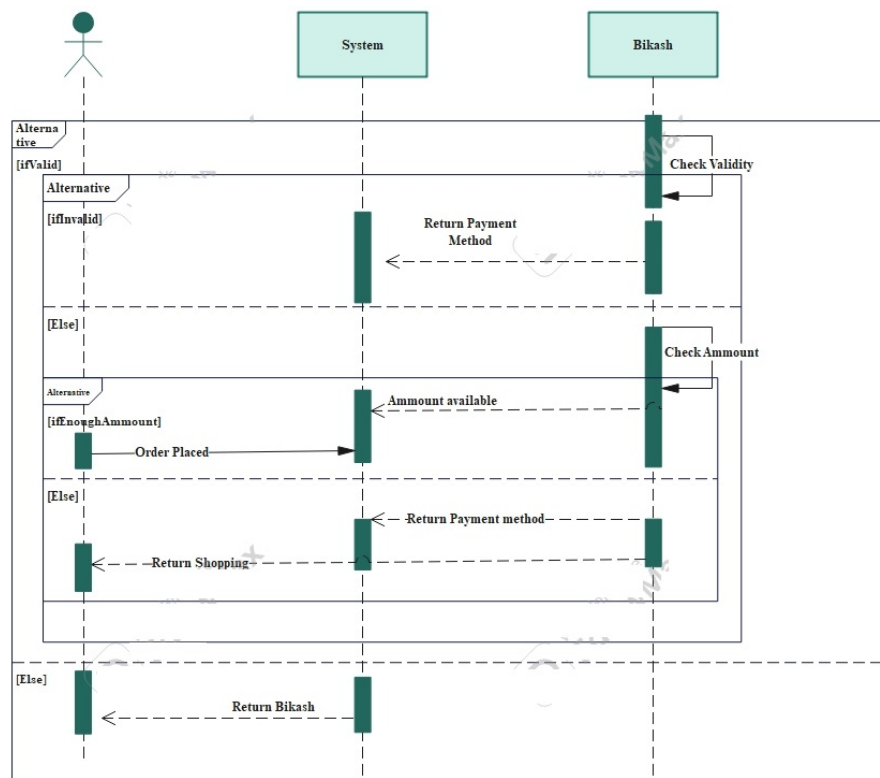 System
Bikash
Alterna
tive
[ifValid]
Check Validity
Alternative
[ifInvalid]
Return Payment
Method
[Else]
Check Ammount
Alternative
Ammount available
[ifEnoughAmmount]
Order Placed
[Else]
Return Payment method
Return Shopping
[Else]
Return Bikash